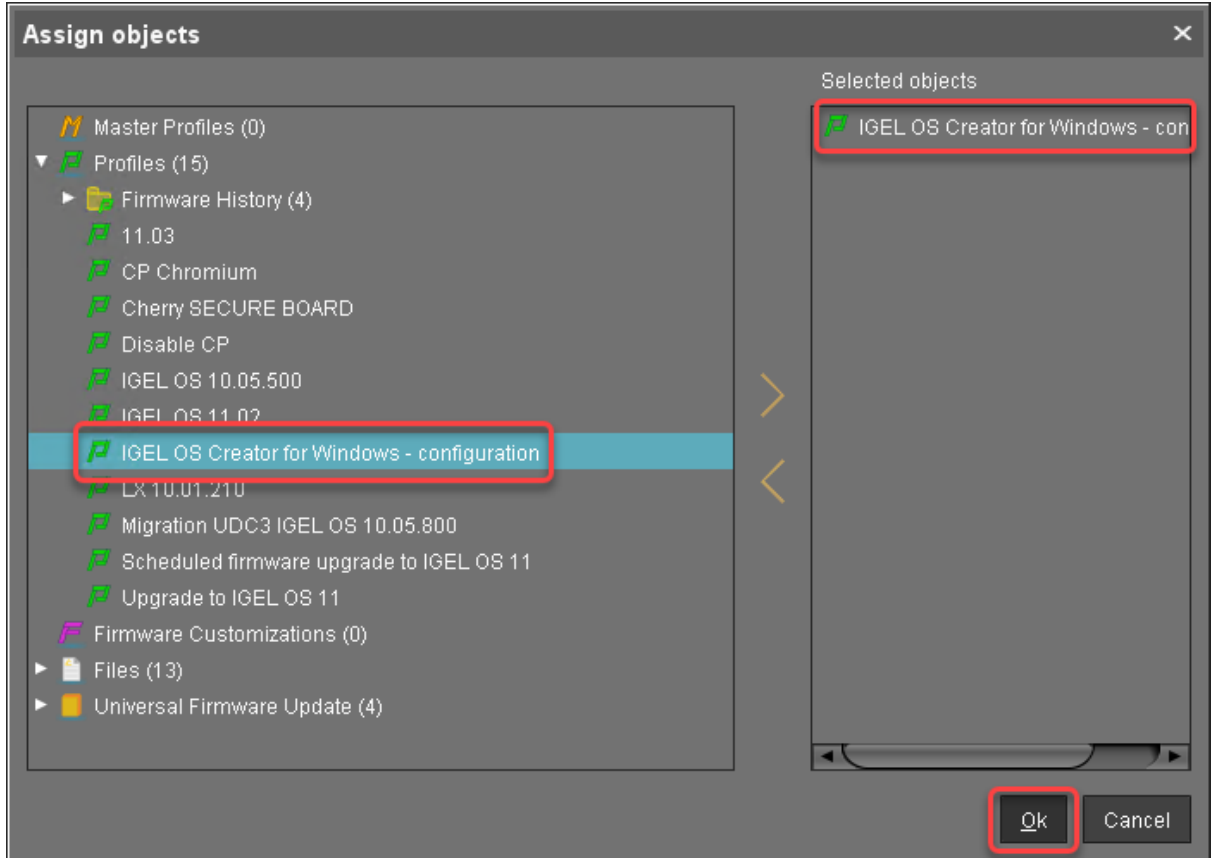 Assign objects
Selected objects
Master Profiles (0)
Profiles (15)
Firmware History (4)
11.03
CP Chromium
Cherry SECURE BOARD
Disable CP
IGEL OS 10.05.500
IGEL OS 11.02
IGEL OS Creator for Windows - configuration
LX 10.01.210
Migration UDC3 IGEL OS 10.05.800
Scheduled firmware upgrade to IGEL OS 11
Upgrade to IGEL OS 11
Firmware Customizations (0)
Files (13)
Universal Firmware Update (4)
IGEL OS Creator for Windows - con
Ok
Cancel